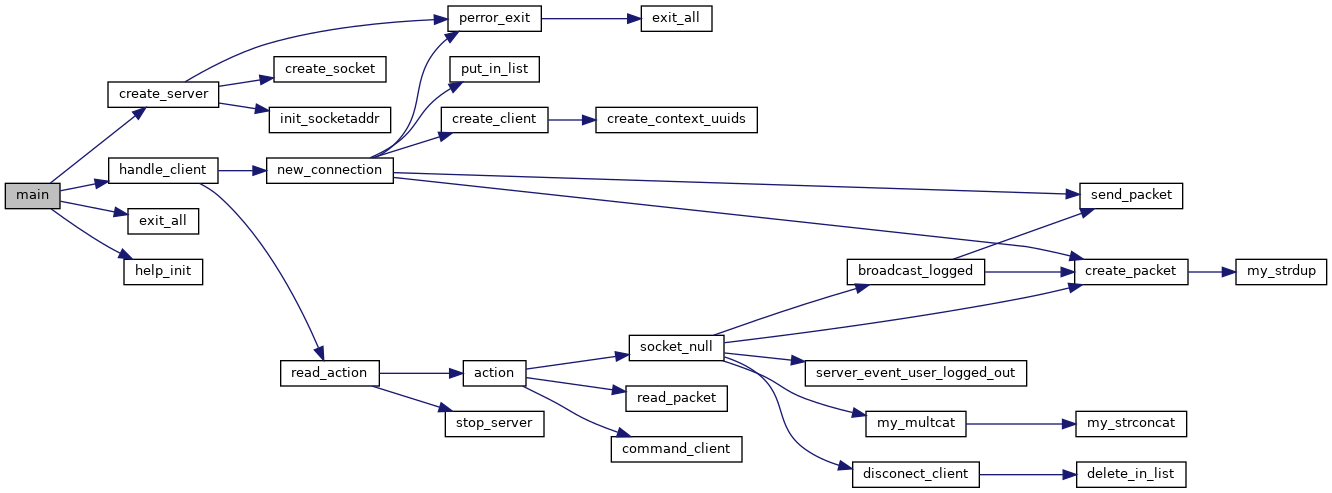 perror_exit
exit_all
create_socket
put_in_list
create_server
init_socketaddr
create_client
create_context_uuids
handle_client
new_connection
main
send_packet
exit_all
help_init
broadcast_logged
create_packet
my_strdup
socket_null
read_action
action
server_event_user_logged_out
read_packet
stop_server
my_multcat
my_strconcat
command_client
disconect_client
delete_in_list